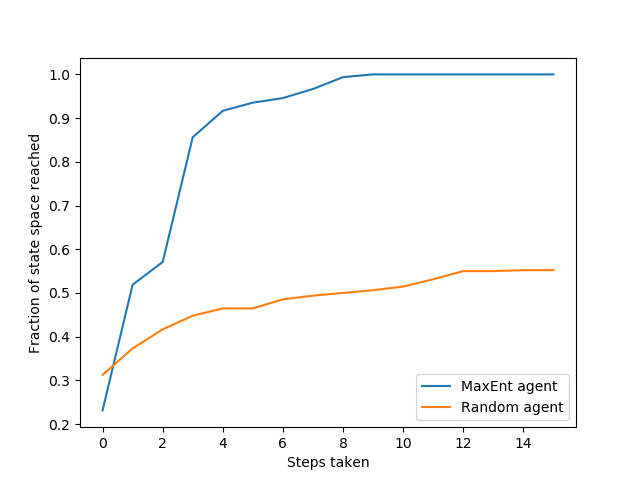 1.0
0.9
0.8
0.7
0.6
0.5
0.4
0.3
0.2
Fraction of state space reached
0 2 4 6 8 10 12 14
Steps taken
MaxEnt agent
Random agent